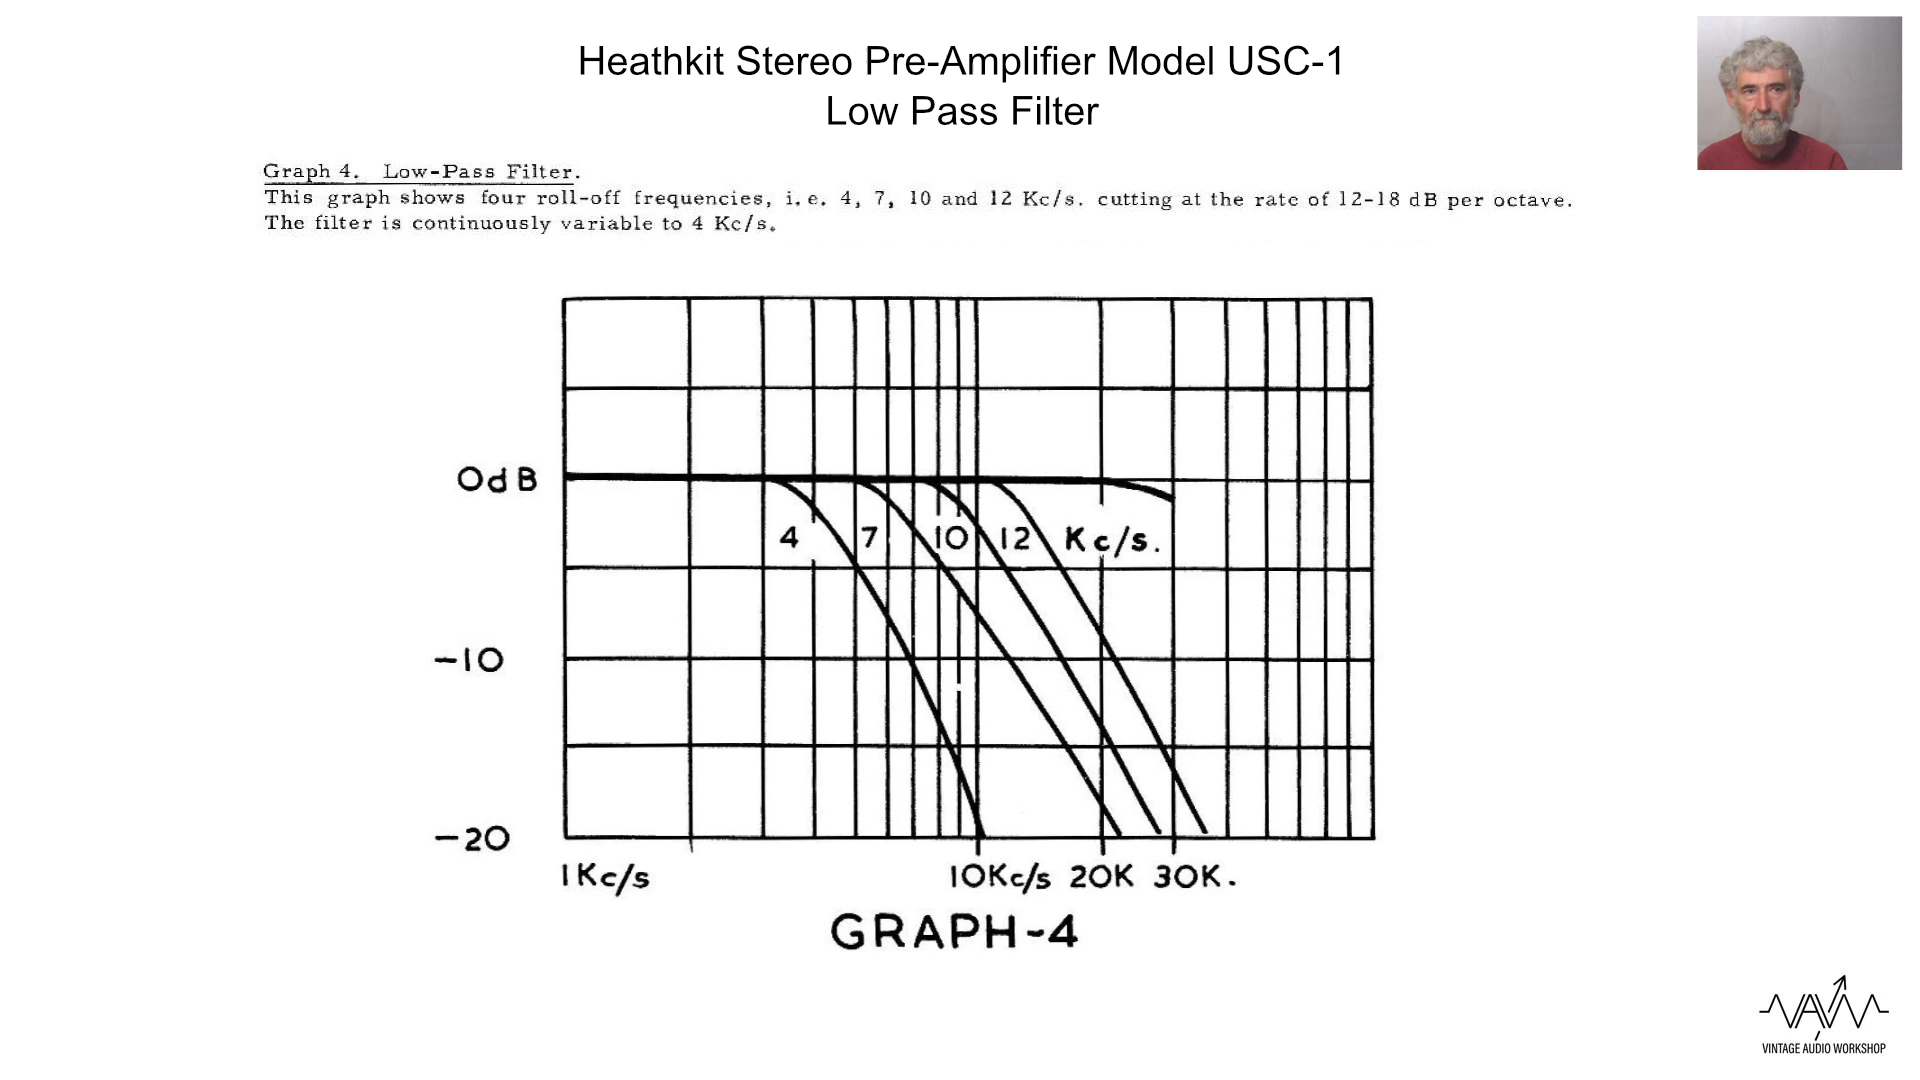 Heathkit Stereo Pre-Amplifier Model USC-1
Low Pass Filter
Graph 4. Low-Pass Filter.
This graph shows four roll-off frequencies, i.e. 4, 7, 10 and 12 Kc/s. cutting at the rate of 12-18 dB per octave.
The filter is continuously variable to 4 Kc/s.
0dB
4 7 10 12 Kc/s.
-10
-20
1Kc/s 10Kc/s 20K 30K.
GRAPH-4
VAW
VINTAGE AUDIO WORKSHOP